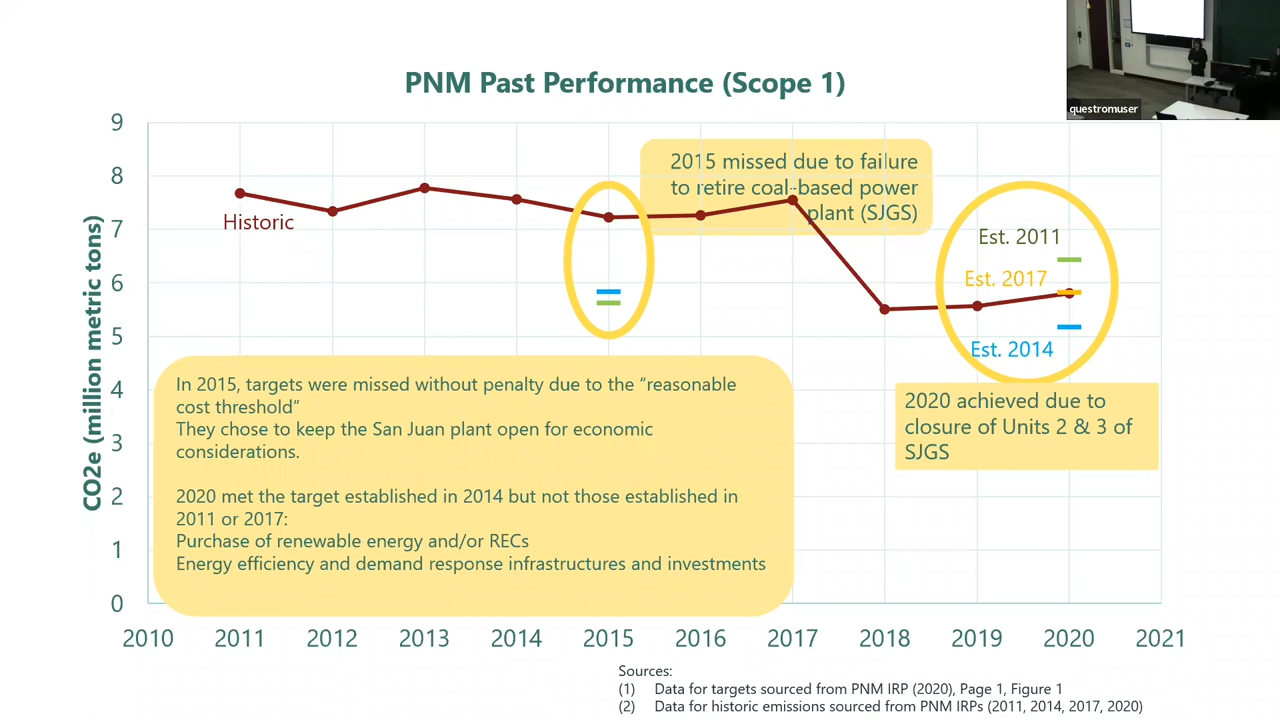 questromuser
PNM Past Performance (Scope 1)
CO2e (million metric tons)
9
8
7
6
5
4
3
2
1
0
2015 missed due to failure
to retire coal-based power
plant (SJGS)
Historic
Est. 2011
Est. 2017
Est. 2014
In 2015, targets were missed without penalty due to the “reasonable
cost threshold”
They chose to keep the San Juan plant open for economic
considerations.
2020 met the target established in 2014 but not those established in
2011 or 2017:
Purchase of renewable energy and/or RECs
Energy efficiency and demand response infrastructures and investments
2020 achieved due to
closure of Units 2 & 3 of
SJGS
2010 2011 2012 2013 2014 2015 2016 2017 2018 2019 2020 2021
Sources:
(1) Data for targets sourced from PNM IRP (2020), Page 1, Figure 1
(2) Data for historic emissions sourced from PNM IRPs (2011, 2014, 2017, 2020)